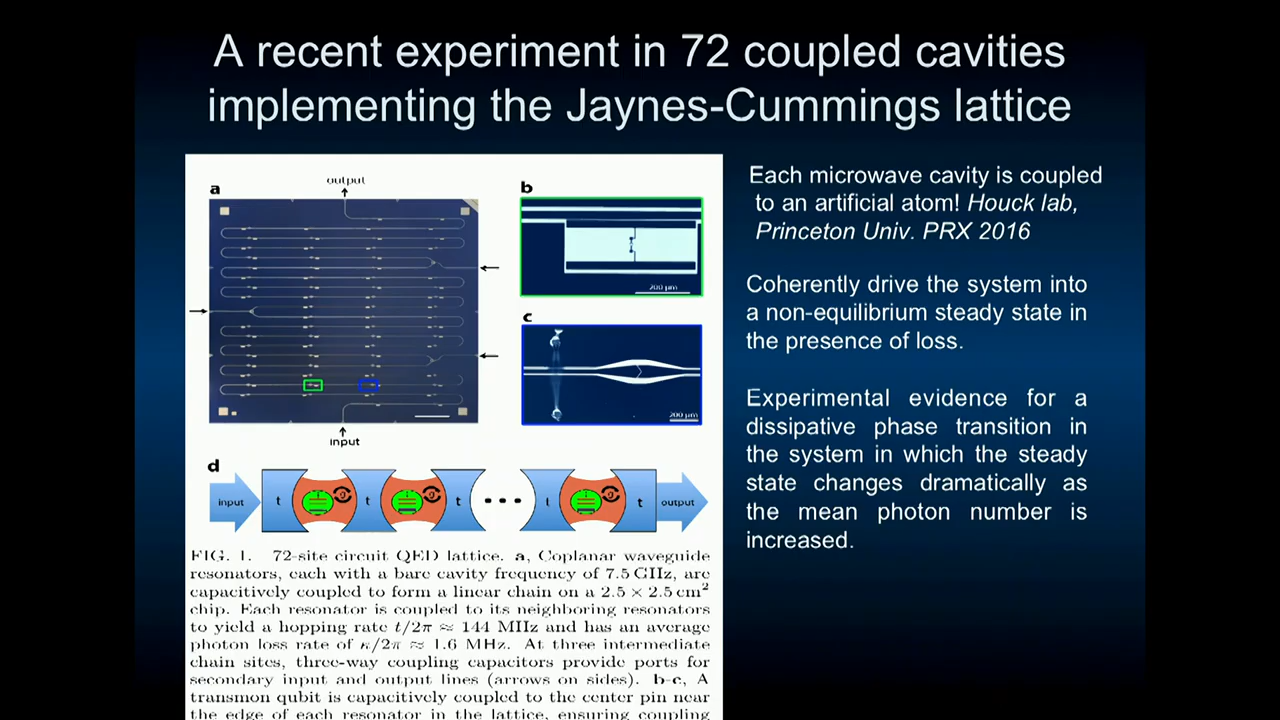 A recent experiment in 72 coupled cavities
implementing the Jaynes-Cummings lattice
a
output
input
b
200 µm
c
200 µm
d
input
t
g
t
g
t
t
g
t
output
FIG. 1. 72-site circuit QED lattice. a, Coplanar waveguide
resonators, each with a bare cavity frequency of 7.5 GHz, are
capacitively coupled to form a linear chain on a 2.5 × 2.5 cm²
chip. Each resonator is coupled to its neighboring resonators
to yield a hopping rate t/2π ≈ 144 MHz and has an average
photon loss rate of κ/2π ≈ 1.6 MHz. At three intermediate
chain sites, three-way coupling capacitors provide ports for
secondary input and output lines (arrows on sides). b-c, A
transmon qubit is capacitively coupled to the center pin near
the edge of each resonator in the lattice, ensuring coupling
Each microwave cavity is coupled
to an artificial atom! Houck lab,
Princeton Univ. PRX 2016
Coherently drive the system into
a non-equilibrium steady state in
the presence of loss.
Experimental evidence for a
dissipative phase transition in
the system in which the steady
state changes dramatically as
the mean photon number is
increased.